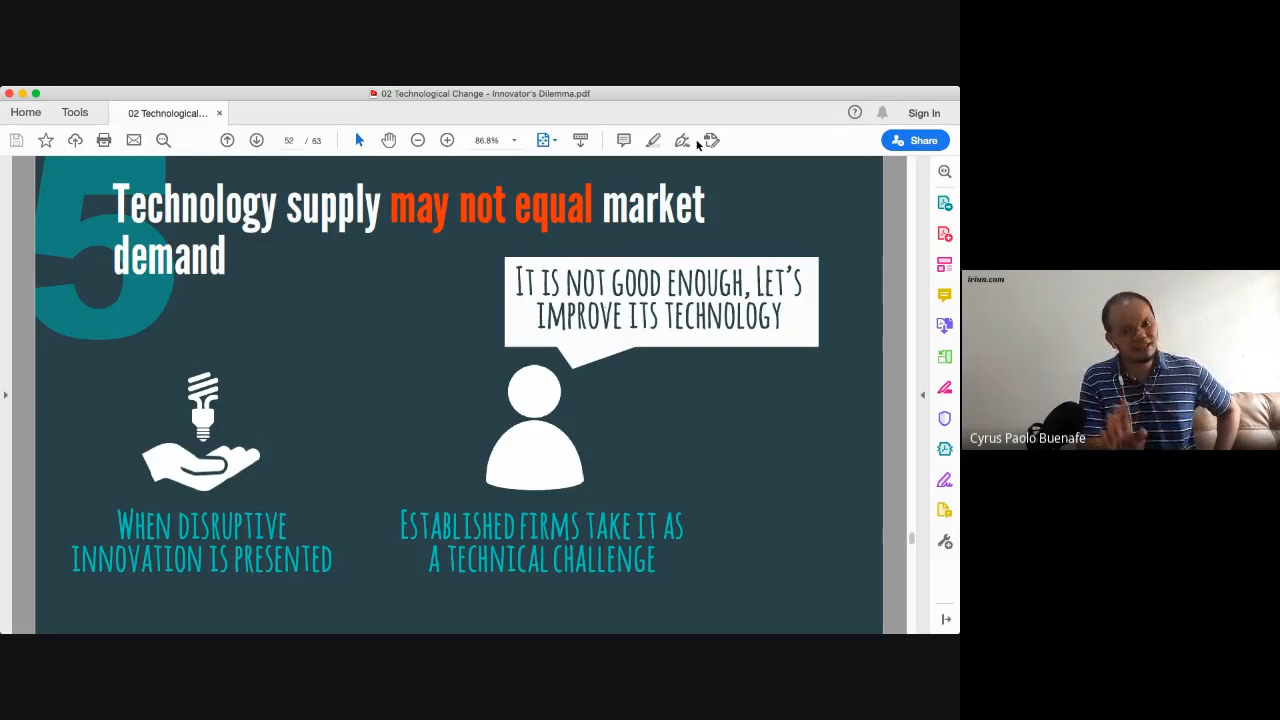 02 Technological Change - Innovator's Dilemma.pdf
Home
Tools
02 Technological...
×
Sign In
52 / 63
86.8%
Share
5
Technology supply may not equal market
demand
It is not good enough, Let's
improve its technology
When disruptive
innovation is presented
Established firms take it as
a technical challenge
iriun.com
Cyrus Paolo Buenafe